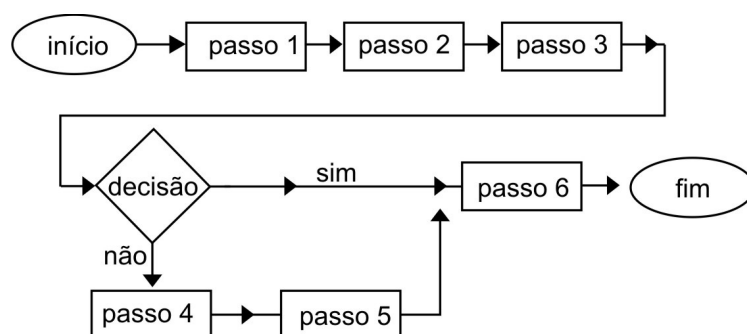 início
passo 1
passo 2
passo 3
decisão
sim
passo 6
fim
não
passo 4
passo 5